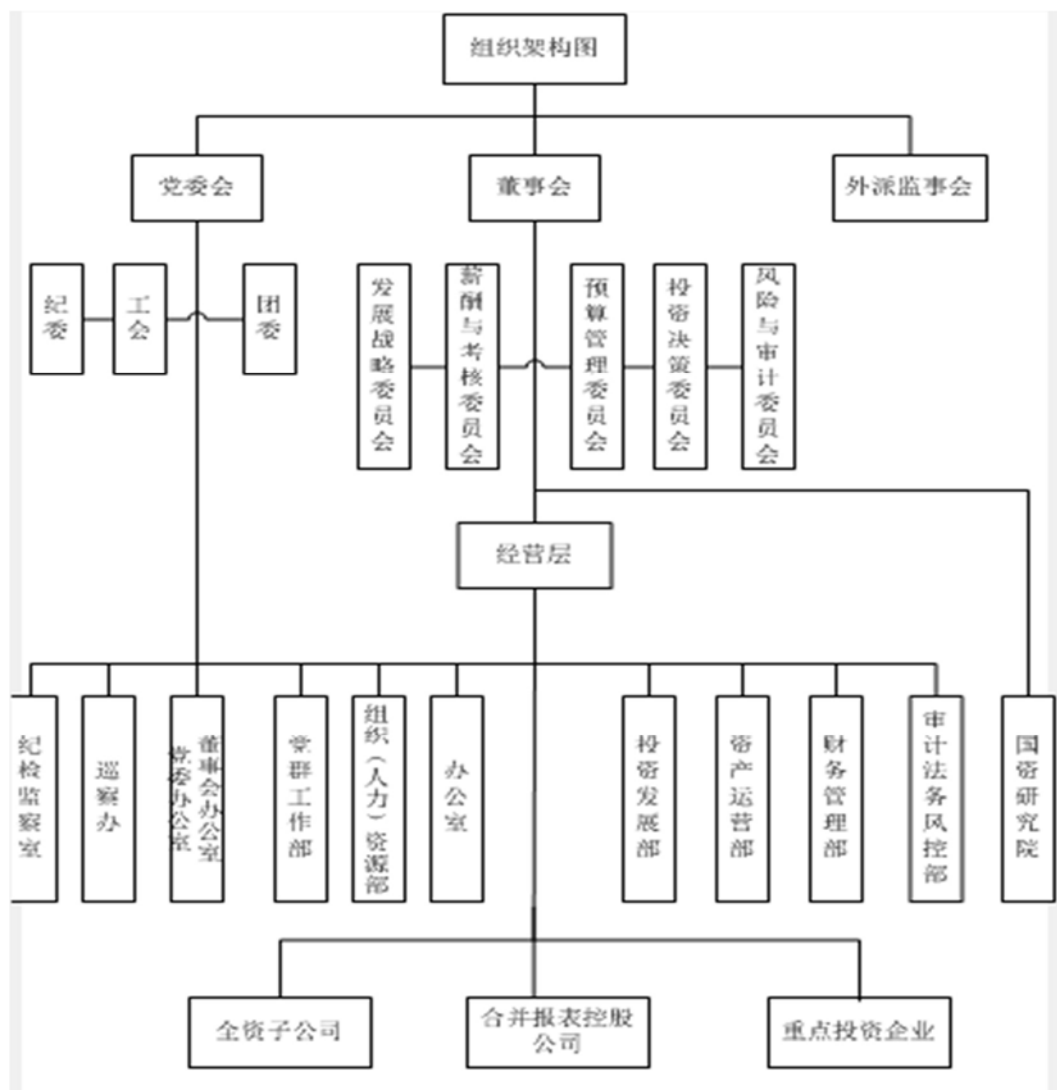 组织架构图
党委会
董事会
外派监事会
纪委
工会
团委
发展战略委员会
薪酬与考核委员会
预算管理委员会
投资决策委员会
风险与审计委员会
经营层
纪检监察室
巡察办
董事会办公室
党委办公室
党群工作部
组织（人力）资源部
办公室
投资发展部
资产运营部
财务管理部
审计法务风控部
国资研究院
全资子公司
合并报表控股
公司
重点投资企业